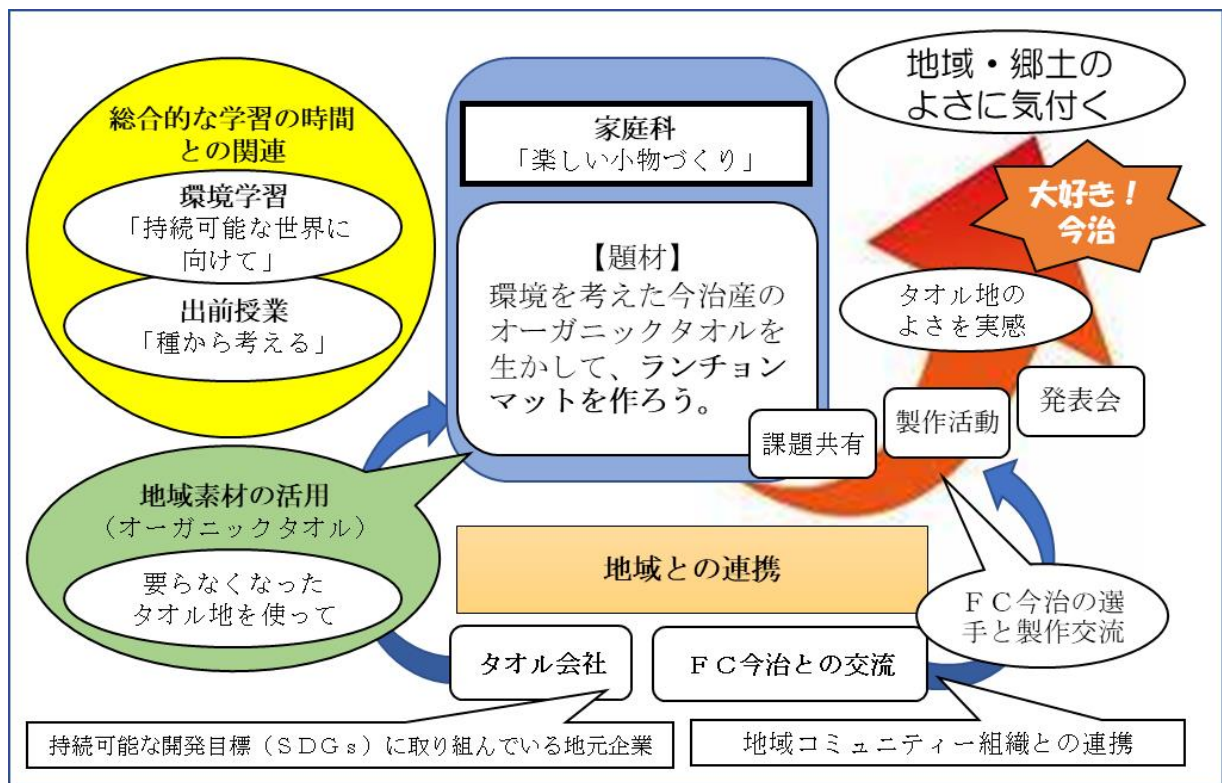 総合的な学習の時間
との関連
環境学習
「持続可能な世界に
向けて」
出前授業
「種から考える」
家庭科
「楽しい小物づくり」
【題材】
環境を考えた今治産の
オーガニックタオルを
生かして、ランチョン
マットを作ろう。
地域・郷土の
よさに気付く
大好き！
今治
タオル地の
よさを実感
発表会
製作活動
課題共有
地域素材の活用
（オーガニックタオル）
要らなくなった
タオル地を使って
地域との連携
ＦＣ今治の選
手と製作交流
タオル会社
ＦＣ今治との交流
持続可能な開発目標（ＳＤＧｓ）に取り組んでいる地元企業
地域コミュニティー組織との連携